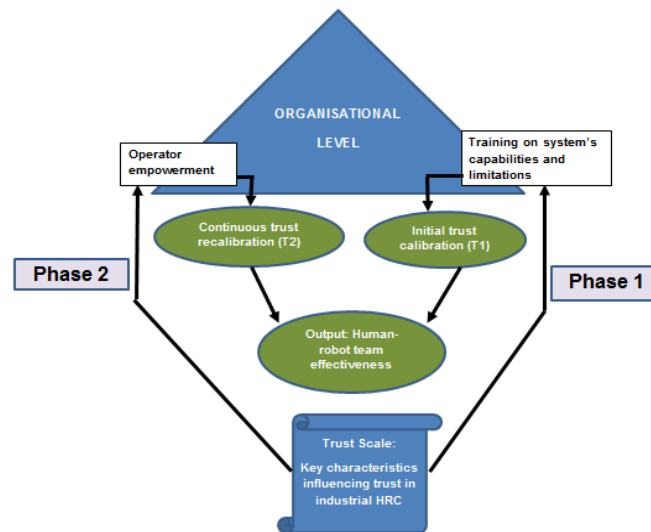 ORGANISATIONAL
LEVEL
Operator
empowerment
Training on system's
capabilities and
limitations
Continuous trust
recalibration (T2)
Initial trust
calibration (T1)
Phase 2
Phase 1
Output: Human-
robot team
effectiveness
Trust Scale:
Key characteristics
influencing trust in
industrial HRC